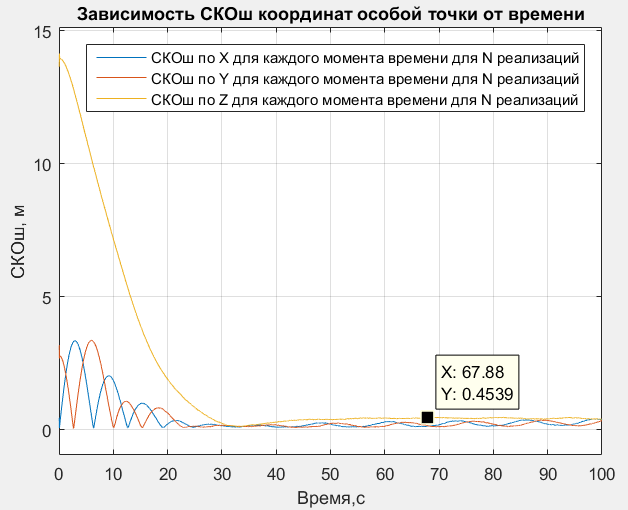 Зависимость СКОш координат особой точки от времени
15
СКОш по X для каждого момента времени для N реализаций
СКОш по Y для каждого момента времени для N реализаций
СКОш по Z для каждого момента времени для N реализаций
10
СКОш, м
5
X: 67.88
Y: 0.4539
0
0 10 20 30 40 50 60 70 80 90 100
Время,с